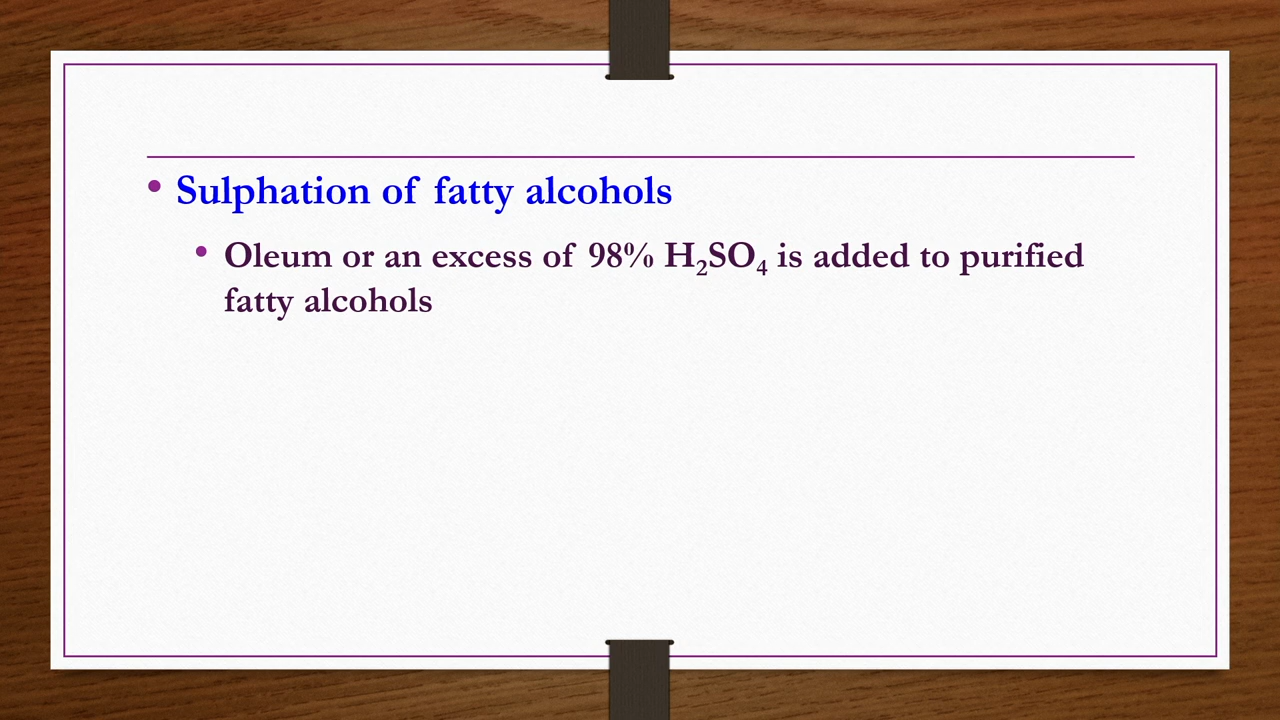 • Sulphation of fatty alcohols
• Oleum or an excess of 98% H₂SO₄ is added to purified
fatty alcohols